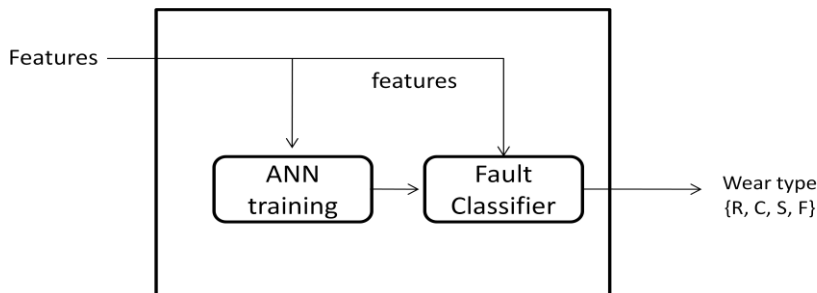 Features
features
ANN
training
Fault
Classifier
Wear type
{R, C, S, F}